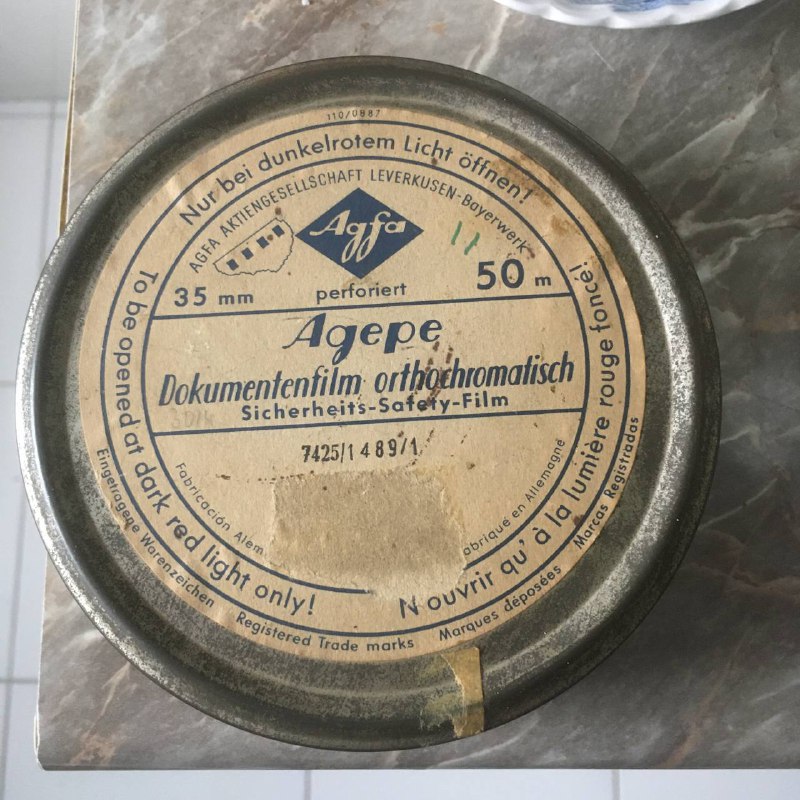 110/0887
Nur bei dunkelrotem Licht öffnen!
AGFA AKTIENGESELLSCHAFT LEVERKUSEN-Bayerwerk
Agfa
11
35 mm
perforiert
50 m
Agepe
Dokumentenfilm orthochromatisch
Sicherheits-Safety-Film
7425/1489/1
Fabricación Alem
abrique en Allemagne
To be opened at dark red light only!
N ouvrir qu'à la lumière rouge foncé!
Eingetragene Warenzeichen
Registered Trade marks
Marques déposées
Marcas Registradas